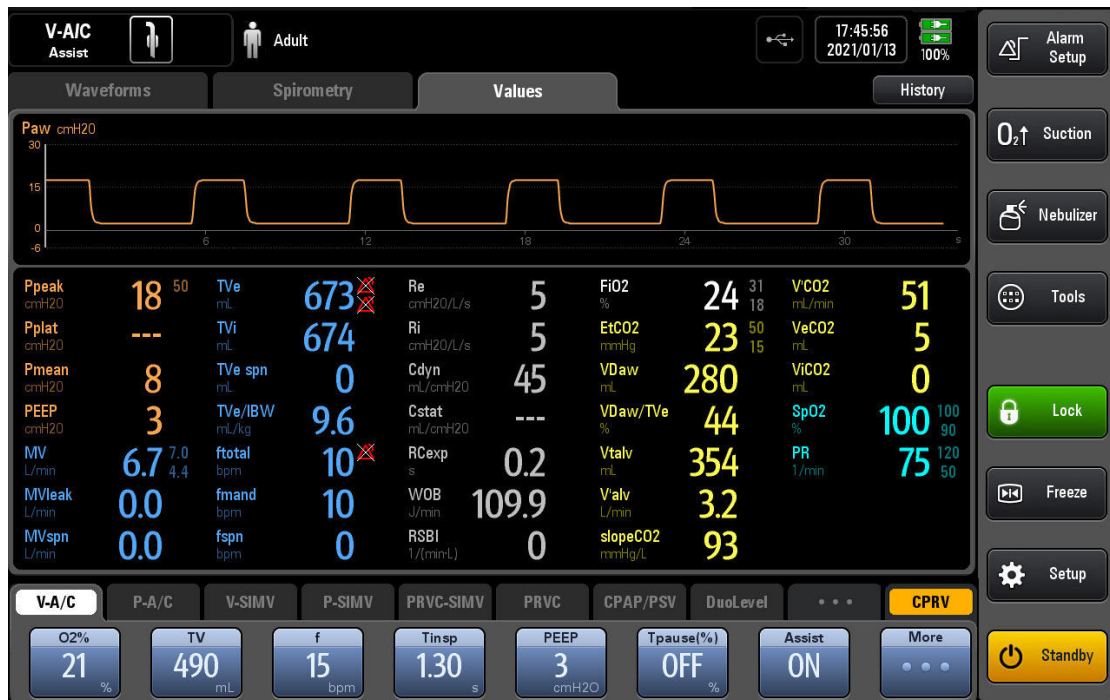 V-A/C
Assist
Adult
17:45:56
2021/01/13
100%
Alarm
Setup
Waveforms
Spirometry
Values
History
Paw cmH2O
30
15
0
-6
6
12
18
24
30
s
O₂↑ Suction
Nebulizer
Tools
Lock
Freeze
Setup
Standby
Ppeak 18 50
cmH2O
TVe 673
mL
Re 5
cmH2O/L/s
FiO2 24 31
% 18
V'CO2 51
mL/min
Pplat ---
cmH2O
TVi 674
mL
Ri 5
cmH2O/L/s
EtCO2 23 50
mmHg 15
VeCO2 5
mL
Pmean 8
cmH2O
TVe spn 0
mL
Cdyn 45
mL/cmH2O
VDaw 280
mL
ViCO2 0
mL
PEEP 3
cmH2O
TVe/IBW 9.6
mL/kg
Cstat ---
mL/cmH2O
VDaw/TVe 44
%
SpO2 100 100
% 90
MV 6.7 7.0
L/min 4.4
ftotal 10
bpm
RCexp 0.2
s
Vtalv 354
mL
PR 75 120
1/min 50
MVleak 0.0
L/min
fmand 10
bpm
WOB 109.9
J/min
V'alv 3.2
L/min
MVspn 0.0
L/min
fspn 0
bpm
RSBI 0
1/(min·L)
slopeCO2 93
mmHg/L
V-A/C
P-A/C
V-SIMV
P-SIMV
PRVC-SIMV
PRVC
CPAP/PSV
DuoLevel
• • •
CPRV
O2%
21
%
TV
490
mL
f
15
bpm
Tinsp
1.30
s
PEEP
3
cmH2O
Tpause(%)
OFF
%
Assist
ON
More